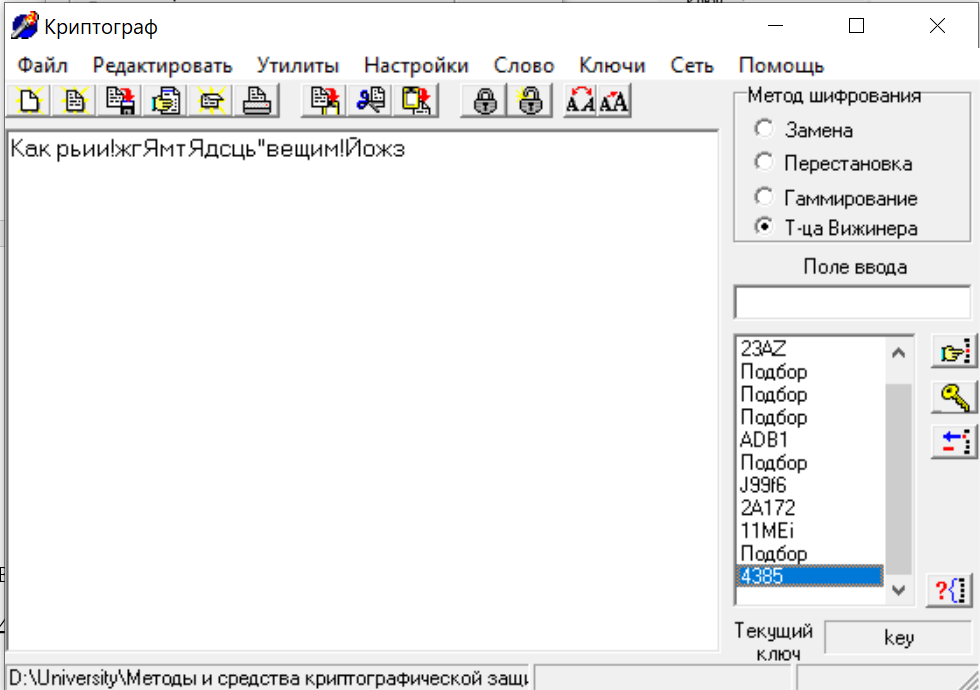 Криптограф
Файл Редактировать Утилиты Настройки Слово Ключи Сеть Помощь
Как рыии!жгЯмтЯдсць"вещим!Йожз
Метод шифрования
Замена
Перестановка
Гаммирование
Т-ца Вижинера
Поле ввода
23AZ
Подбор
Подбор
Подбор
ADB1
Подбор
J99f6
2A172
11MEi
Подбор
4385
Текущий
ключ
key
D:\University\Методы и средства криптографической защи